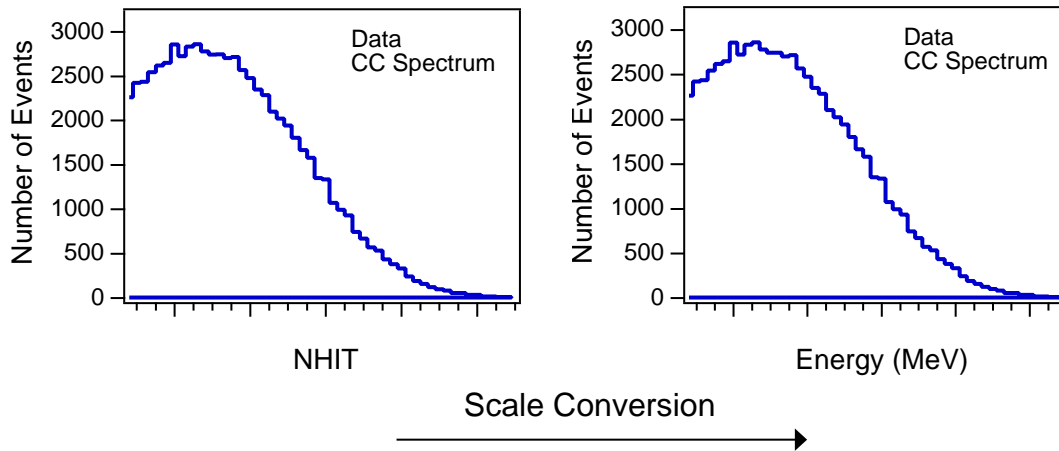 3000
2500
2000
1500
1000
500
0
Number of Events
Data
CC Spectrum
NHIT
3000
2500
2000
1500
1000
500
0
Number of Events
Data
CC Spectrum
Energy (MeV)
Scale Conversion